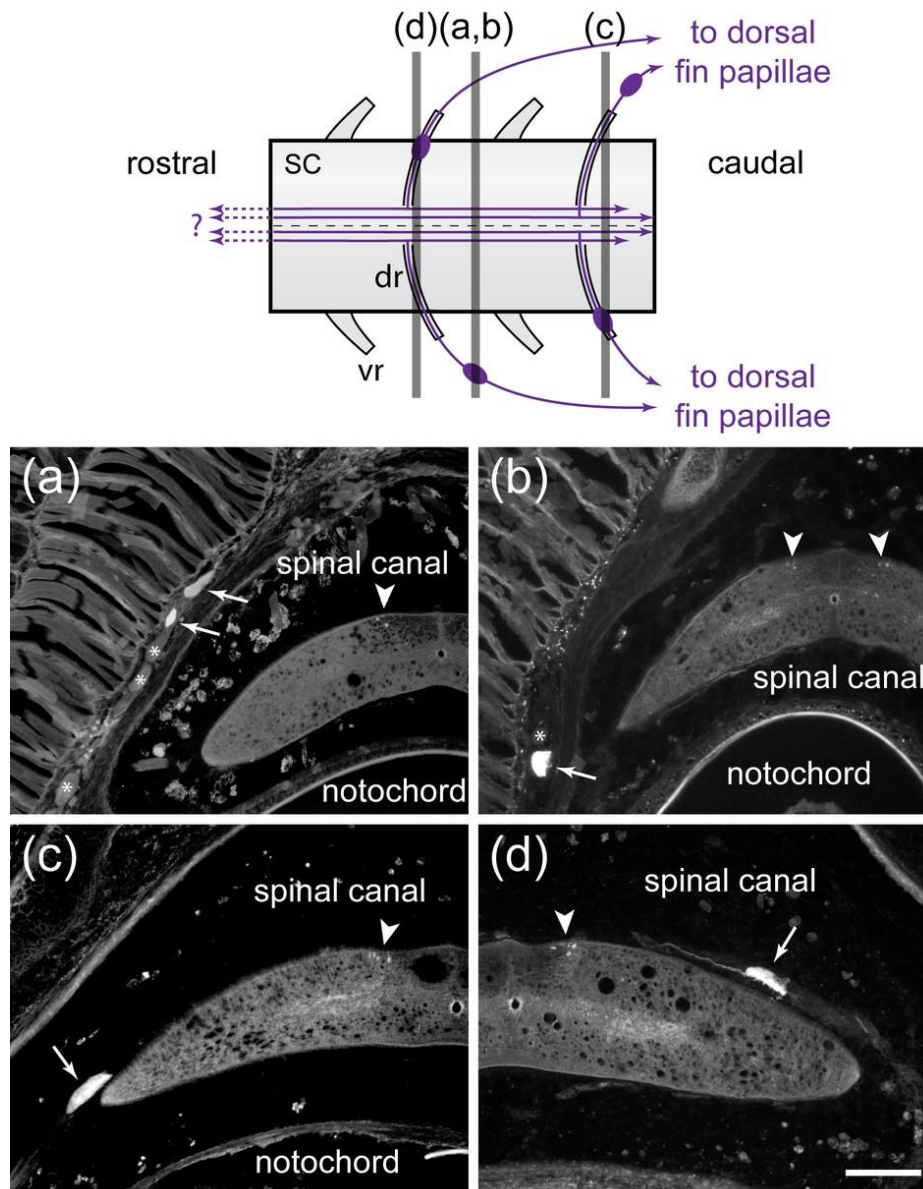 (d)(a,b) (c)
to dorsal
fin papillae
rostral
SC
caudal
?
dr
vr
to dorsal
fin papillae
(a)
spinal canal
*
*
*
notochord
(b)
spinal canal
*
notochord
(c)
spinal canal
notochord
(d)
spinal canal